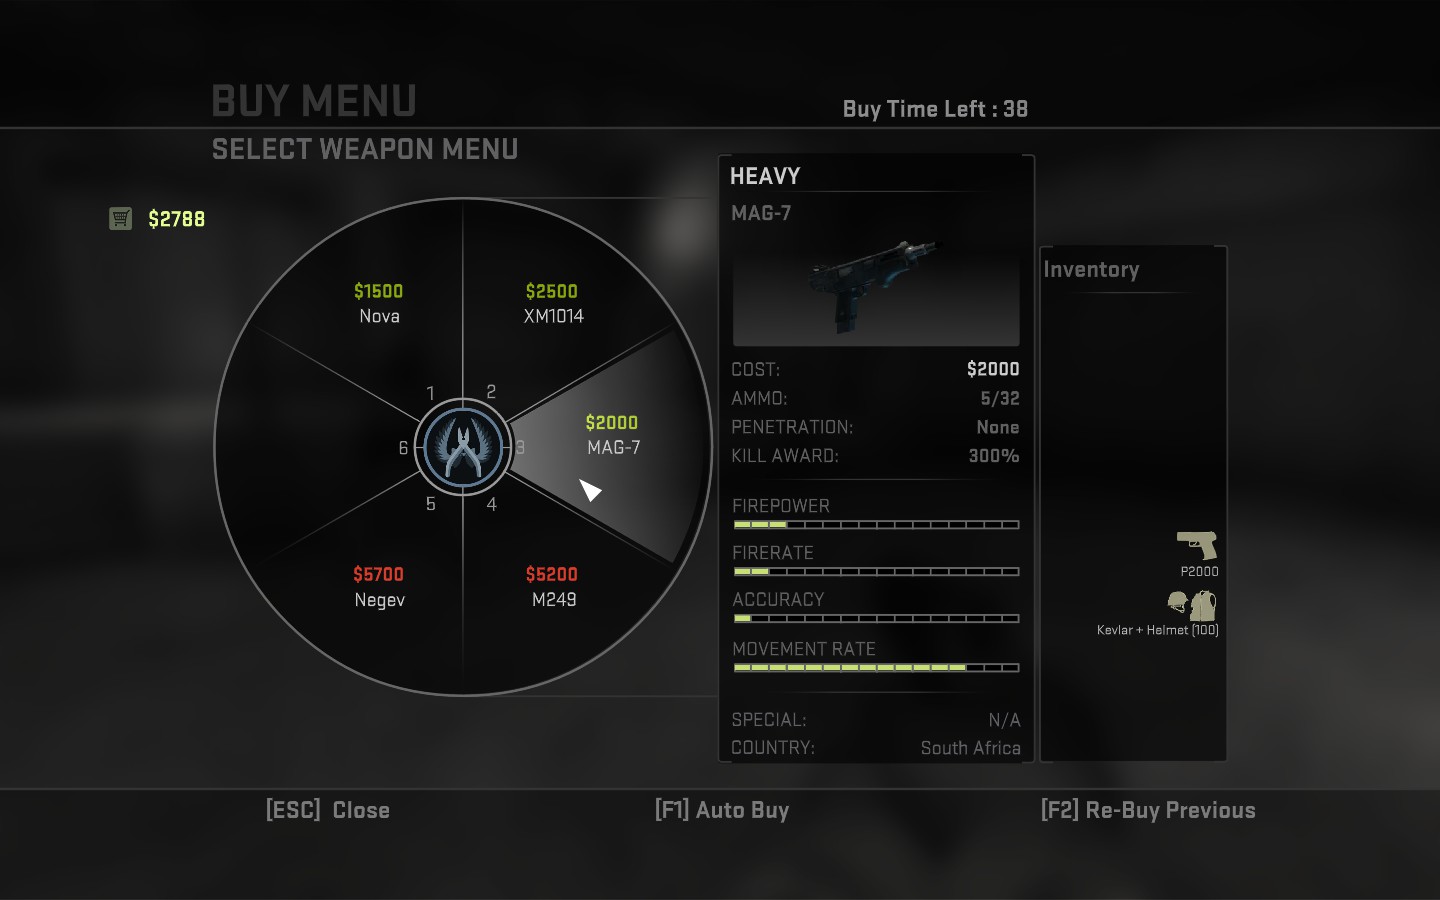 BUY MENU
Buy Time Left : 38
SELECT WEAPON MENU
$2788
$1500
Nova
$2500
XM1014
$2000
MAG-7
$5200
M249
$5700
Negev
1
2
3
4
5
6
HEAVY
MAG-7
COST: $2000
AMMO: 5/32
PENETRATION: None
KILL AWARD: 300%
FIREPOWER
FIRERATE
ACCURACY
MOVEMENT RATE
SPECIAL: N/A
COUNTRY: South Africa
Inventory
P2000
Kevlar + Helmet (100)
[ESC] Close
[F1] Auto Buy
[F2] Re-Buy Previous